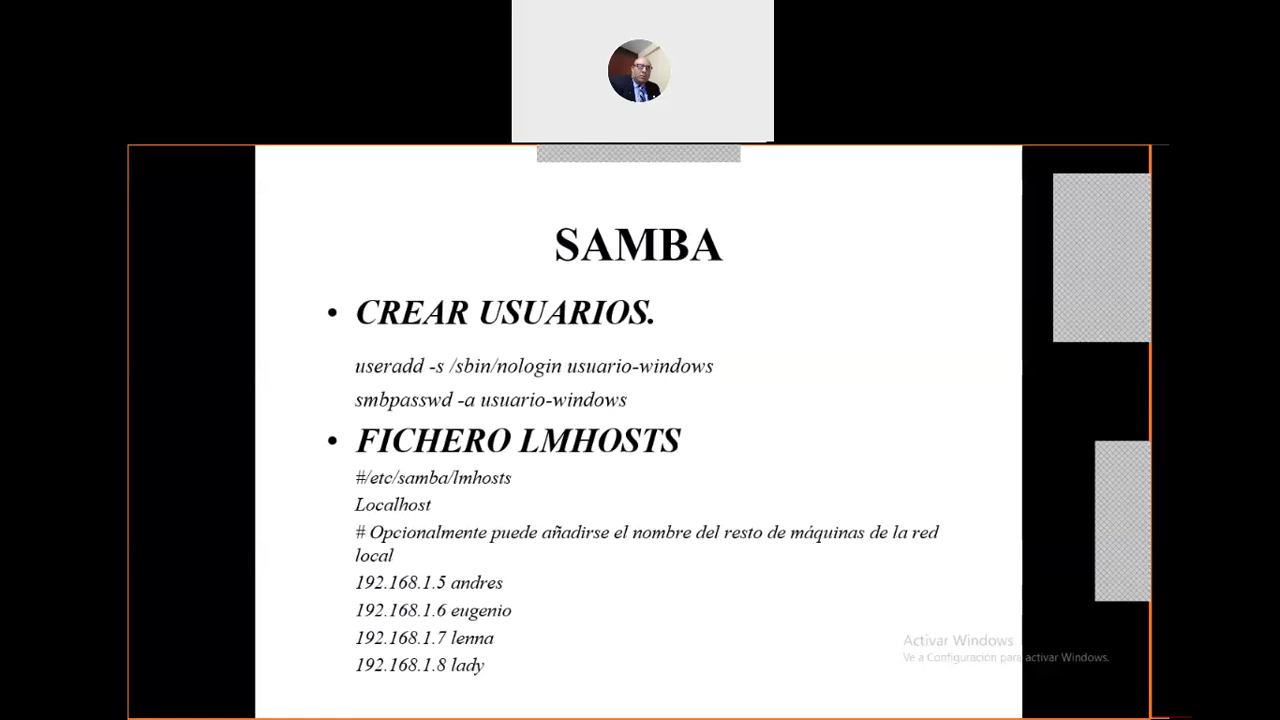 SAMBA
• CREAR USUARIOS.
useradd -s /sbin/nologin usuario-windows
smbpasswd -a usuario-windows
• FICHERO LMHOSTS
#/etc/samba/lmhosts
Localhost
# Opcionalmente puede añadirse el nombre del resto de máquinas de la red
local
192.168.1.5 andres
192.168.1.6 eugenio
192.168.1.7 lenna
192.168.1.8 lady
Activar Windows
Ve a Configuración para activar Windows.